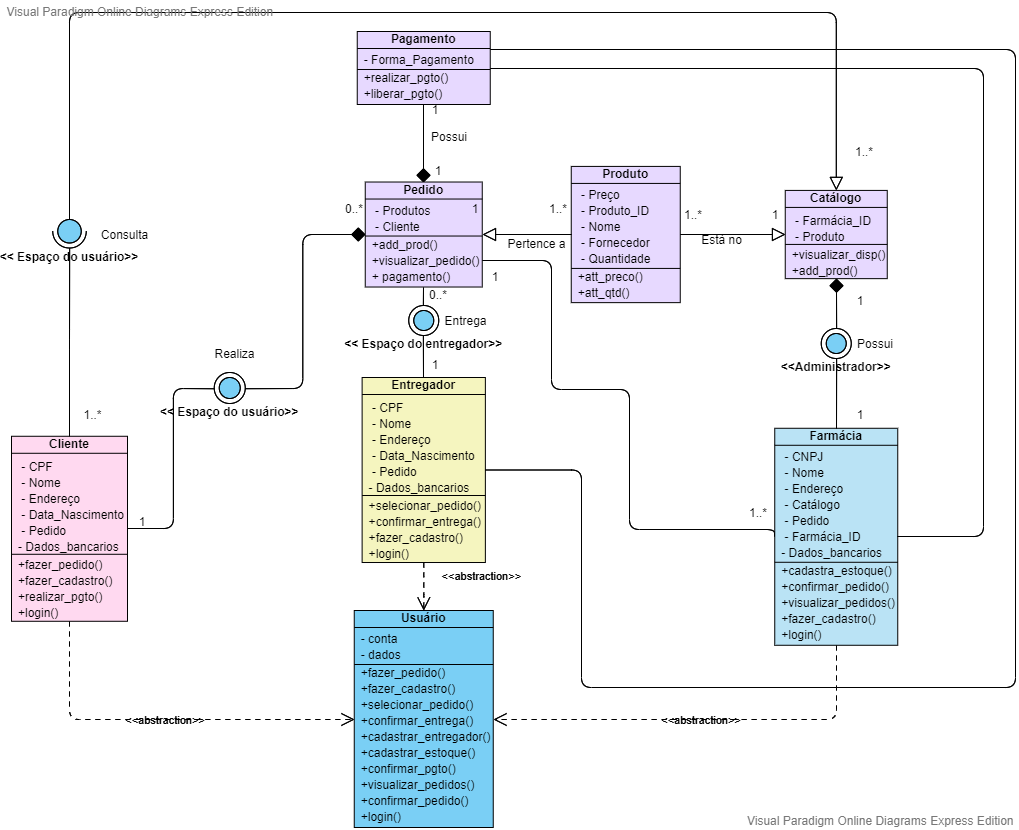 Visual Paradigm Online Diagrams Express Edition
Pagamento
- Forma_Pagamento
+realizar_pgto()
+liberar_pgto()
1
Possui
1
Pedido
- Produtos
- Cliente
1
+add_prod()
+visualizar_pedido()
+ pagamento()
0..*
1
0..*
Produto
- Preço
- Produto_ID
- Nome
- Fornecedor
- Quantidade
+att_preco()
+att_qtd()
1..*
Pertence a
1..*
1
Está no
1..*
Catálogo
- Farmácia_ID
- Produto
+visualizar_disp()
+add_prod()
1
Possui
<<Administrador>>
1
Consulta
<< Espaço do usuário>>
1..*
Realiza
<< Espaço do usuário>>
1
Entrega
<< Espaço do entregador>>
1
Cliente
- CPF
- Nome
- Endereço
- Data_Nascimento
- Pedido
- Dados_bancarios
+fazer_pedido()
+fazer_cadastro()
+realizar_pgto()
+login()
Entregador
- CPF
- Nome
- Endereço
- Data_Nascimento
- Pedido
- Dados_bancarios
+selecionar_pedido()
+confirmar_entrega()
+fazer_cadastro()
+login()
1..*
Farmácia
- CNPJ
- Nome
- Endereço
- Catálogo
- Pedido
- Farmácia_ID
- Dados_bancarios
+cadastra_estoque()
+confirmar_pedido()
+visualizar_pedidos()
+fazer_cadastro()
+login()
<<abstraction>>
<<abstraction>>
<<abstraction>>
Usuário
- conta
- dados
+fazer_pedido()
+fazer_cadastro()
+selecionar_pedido()
+confirmar_entrega()
+cadastrar_entregador()
+cadastrar_estoque()
+confirmar_pgto()
+visualizar_pedidos()
+confirmar_pedido()
+login()
Visual Paradigm Online Diagrams Express Edition